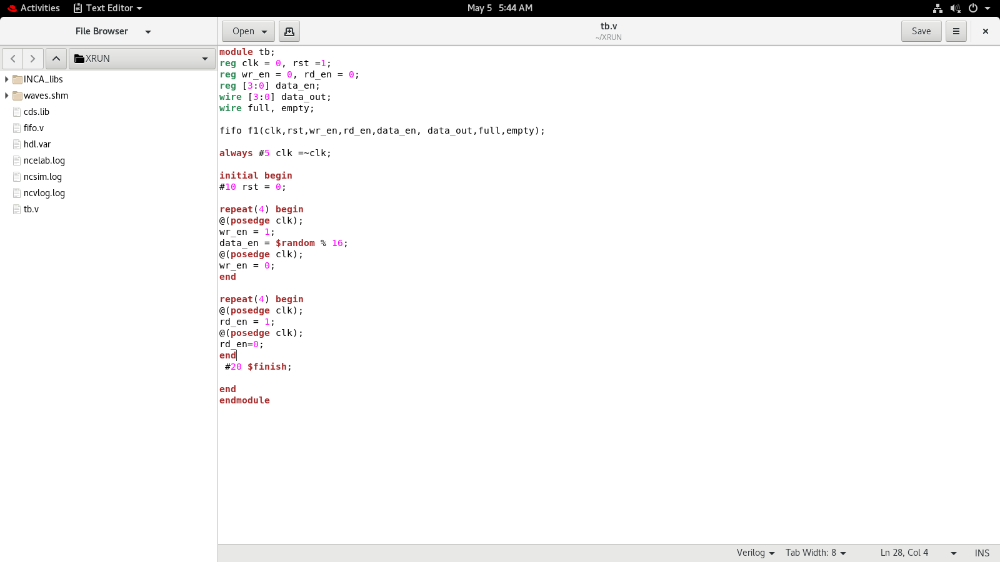 Activities Text Editor May 5 5:44 AM
File Browser Open tb.v Save
~/XRUN
XRUN
INCA_libs
waves.shm
cds.lib
fifo.v
hdl.var
ncelab.log
ncsim.log
ncvlog.log
tb.v
module tb;
reg clk = 0, rst =1;
reg wr_en = 0, rd_en = 0;
reg [3:0] data_en;
wire [3:0] data_out;
wire full, empty;
fifo f1(clk,rst,wr_en,rd_en,data_en, data_out,full,empty);
always #5 clk =~clk;
initial begin
#10 rst = 0;
repeat(4) begin
@(posedge clk);
wr_en = 1;
data_en = $random % 16;
@(posedge clk);
wr_en = 0;
end
repeat(4) begin
@(posedge clk);
rd_en = 1;
@(posedge clk);
rd_en=0;
end
#20 $finish;
end
endmodule
Verilog Tab Width: 8 Ln 28, Col 4 INS